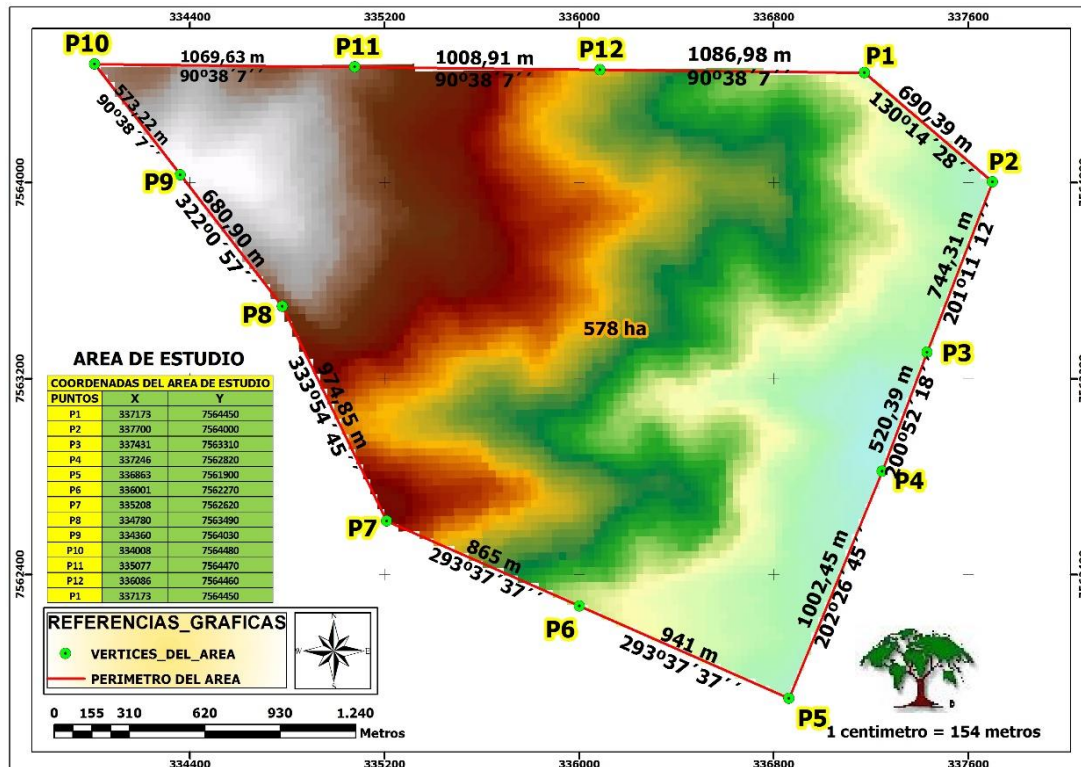 334400 335200 336000 336800 337600
P10
1069,63 m
90º38´7´´
P11
1008,91 m
90º38´7´´
P12
1086,98 m
90º38´7´´
P1
690,39 m
130º14´28´´
P2
573,22 m
90º38´7´´
P9
680,90 m
322º0´57´´
P8
744,31 m
201º11´12´´
P3
578 ha
974,85 m
333º54´45´´
520,39 m
200º52´18´´
P4
P7
865 m
293º37´37´´
P6
941 m
293º37´37´´
1002,45 m
202º26´45´´
P5
7564000
7563200
7562400
AREA DE ESTUDIO
COORDENADAS DEL AREA DE ESTUDIO
PUNTOS X Y
P1 337173 7564450
P2 337700 7564000
P3 337431 7563310
P4 337246 7562820
P5 336863 7561900
P6 336001 7562270
P7 335208 7562620
P8 334780 7563490
P9 334360 7564030
P10 334008 7564480
P11 335077 7564470
P12 336086 7564460
P1 337173 7564450
REFERENCIAS_GRAFICAS
VERTICES_DEL_AREA
PERIMETRO DEL AREA
N
W E
S
0 155 310 620 930 1.240
Metros
1 centimetro = 154 metros
334400 335200 336000 336800 337600